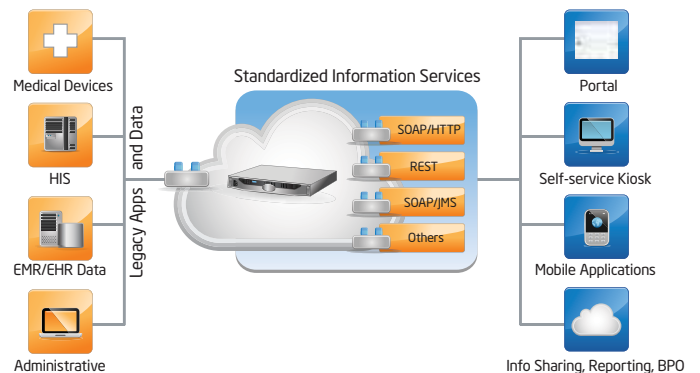 Medical Devices
HIS
EMR/EHR Data
Administrative
Legacy Apps and Data
Standardized Information Services
SOAP/HTTP
REST
SOAP/JMS
Others
Portal
Self-service Kiosk
Mobile Applications
Info Sharing, Reporting, BPO